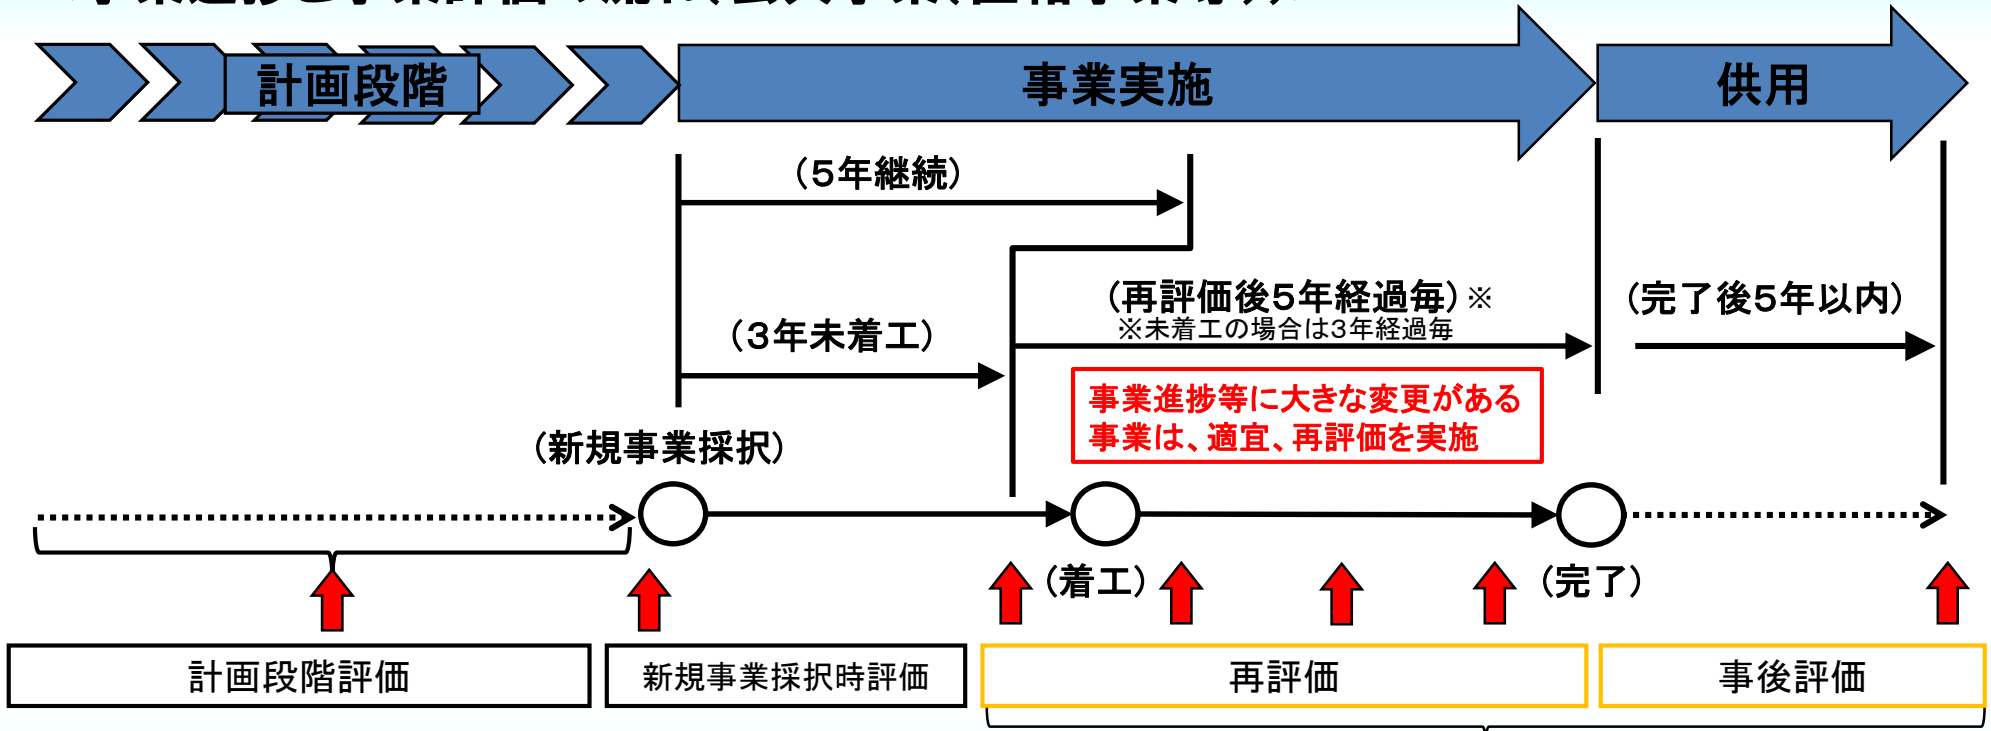 計画段階
事業実施
供用
（５年継続）
（再評価後５年経過毎）※
※未着工の場合は3年経過毎
（完了後５年以内）
（３年未着工）
事業進捗等に大きな変更がある
事業は、適宜、再評価を実施
（新規事業採択）
（着工）
（完了）
計画段階評価
新規事業採択時評価
再評価
事後評価